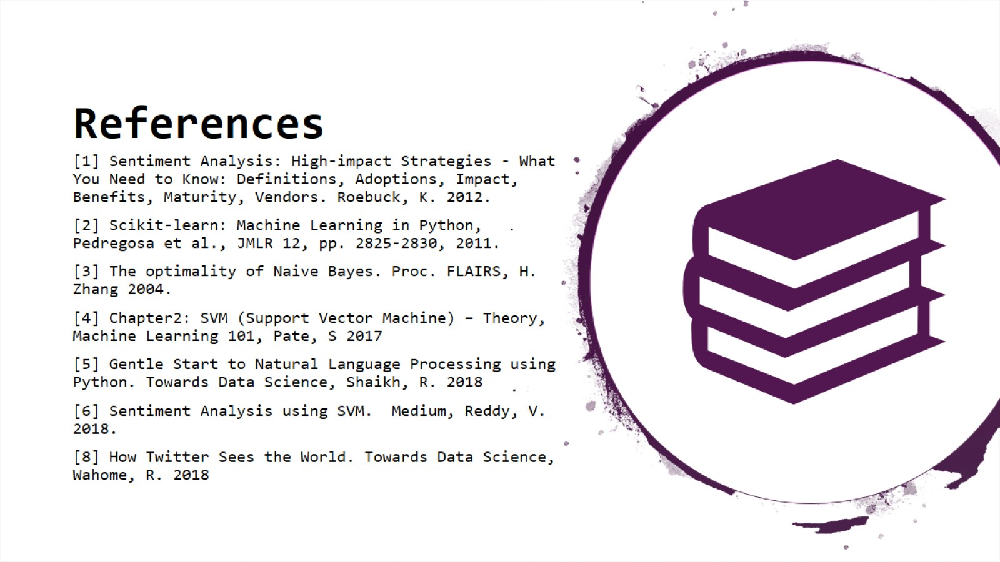 References
[1] Sentiment Analysis: High-impact Strategies - What
You Need to Know: Definitions, Adoptions, Impact,
Benefits, Maturity, Vendors. Roebuck, K. 2012.
[2] Scikit-learn: Machine Learning in Python,   .
Pedregosa et al., JMLR 12, pp. 2825-2830, 2011.
[3] The optimality of Naive Bayes. Proc. FLAIRS, H.
Zhang 2004.
[4] Chapter2: SVM (Support Vector Machine) – Theory,
Machine Learning 101, Pate, S 2017
[5] Gentle Start to Natural Language Processing using
Python. Towards Data Science, Shaikh, R. 2018   .
[6] Sentiment Analysis using SVM.  Medium, Reddy, V.
2018.
[8] How Twitter Sees the World. Towards Data Science,
Wahome, R. 2018